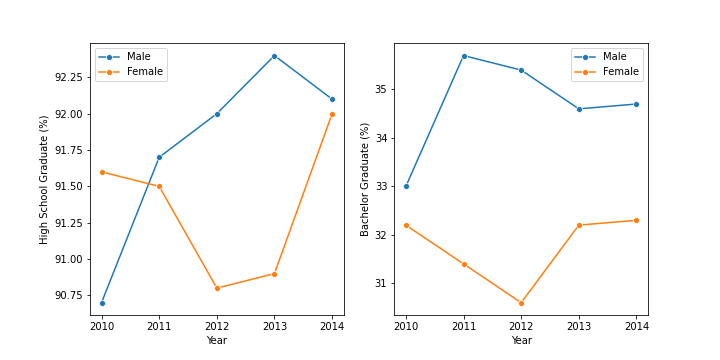 Male
Female
92.25
92.00
91.75
91.50
91.25
91.00
90.75
High School Graduate (%)
2010 2011 2012 2013 2014
Year
Male
Female
35
34
33
32
31
Bachelor Graduate (%)
2010 2011 2012 2013 2014
Year